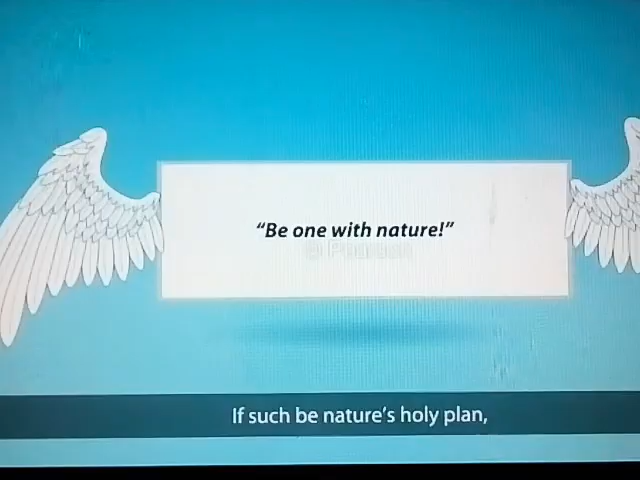 “Be one with nature!”
If such be nature’s holy plan,